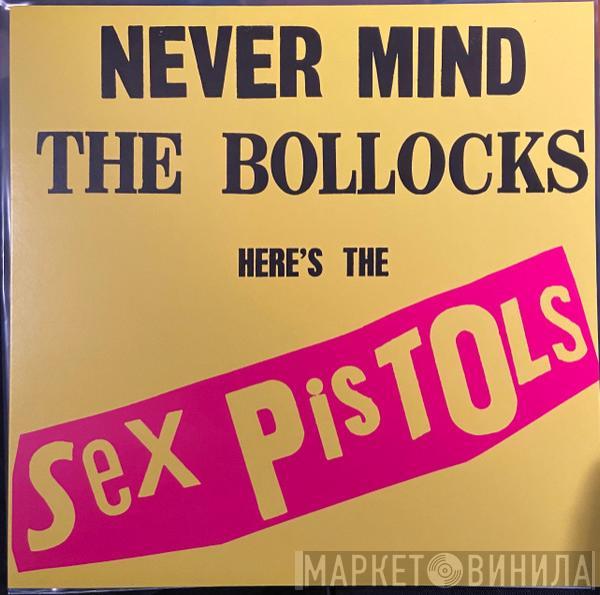 NEVER MIND
THE BOLLOCKS
HERE'S THE
Sex PisTOLS
МАРКЕТ ВИНИЛА